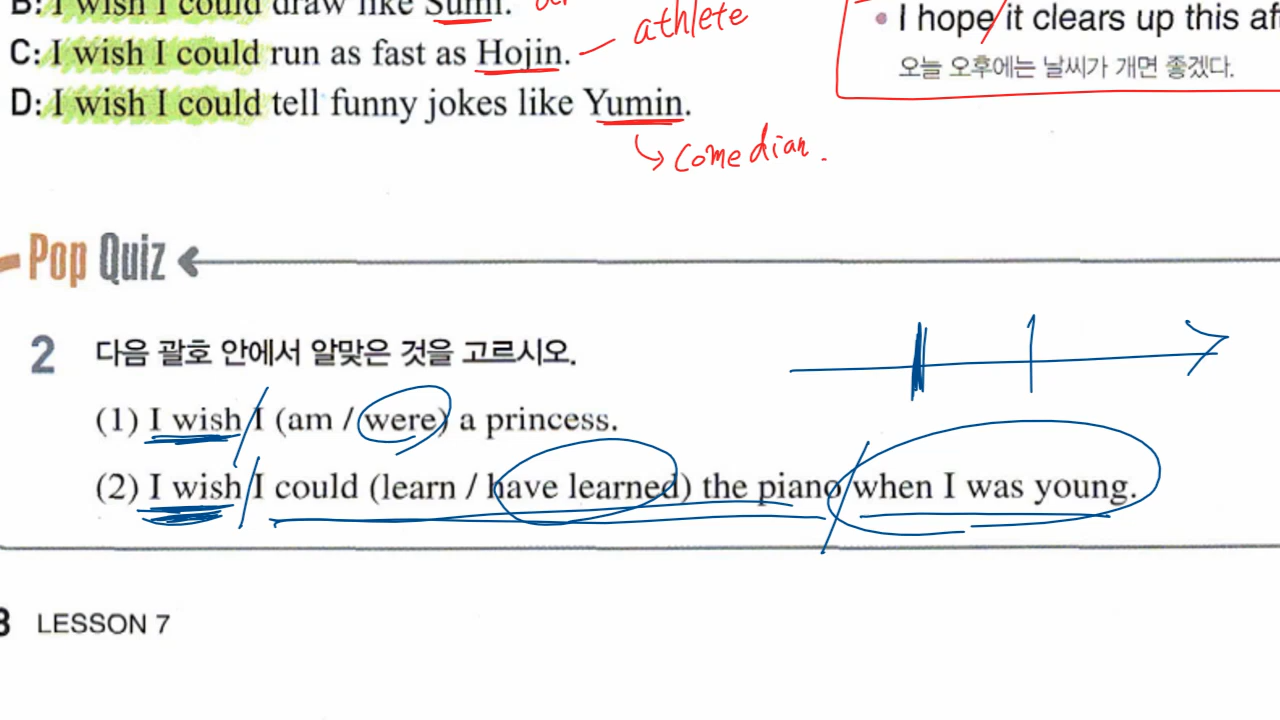 B: I wish I could draw like Sumi.
C: I wish I could run as fast as Hojin.
athlete
D: I wish I could tell funny jokes like Yumin.
comedian.
I hope it clears up this af
오늘 오후에는 날씨가 개면 좋겠다.
Pop Quiz
2 다음 괄호 안에서 알맞은 것을 고르시오.
(1) I wish I (am / were) a princess.
(2) I wish I could (learn / have learned) the piano when I was young.
8 LESSON 7